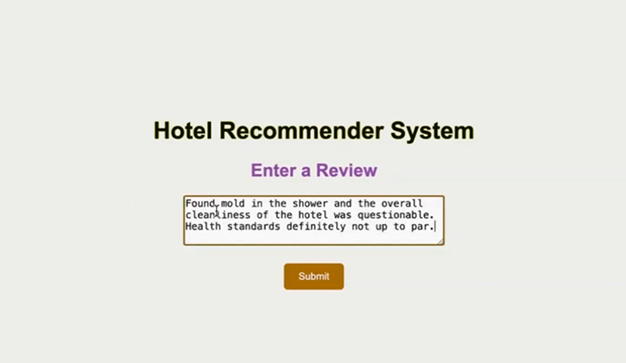 Hotel Recommender System
Enter a Review
Found mold in the shower and the overall
cleanliness of the hotel was questionable.
Health standards definitely not up to par.
Submit